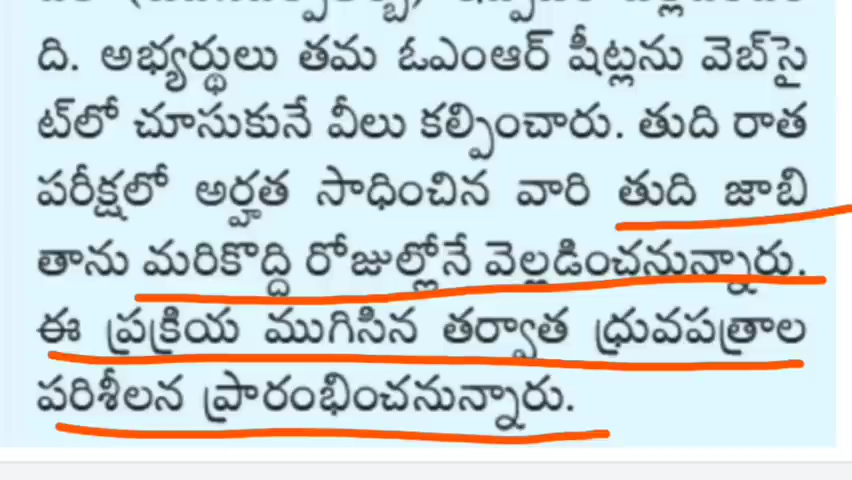 ది. అభ్యర్థులు తమ ఓఎంఆర్ షీట్లను వెబ్‌సై
ట్‌లో చూసుకునే వీలు కల్పించారు. తుది రాత
పరీక్షలో అర్హత సాధించిన వారి తుది జాబి
తాను మరికొద్ది రోజుల్లోనే వెల్లడించనున్నారు.
ఈ ప్రక్రియ ముగిసిన తర్వాత ధ్రువపత్రాల
పరిశీలన ప్రారంభించనున్నారు.